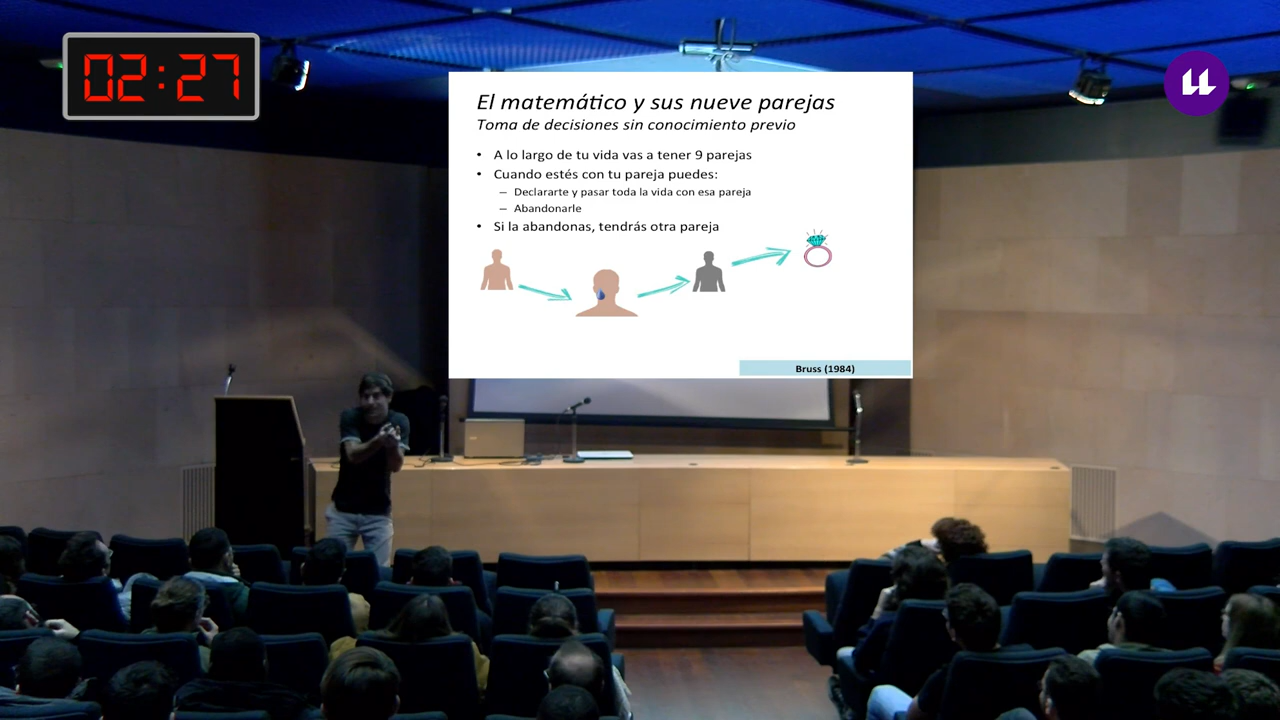 02:27
El matemático y sus nueve parejas
Toma de decisiones sin conocimiento previo
• A lo largo de tu vida vas a tener 9 parejas
• Cuando estés con tu pareja puedes:
– Declararte y pasar toda la vida con esa pareja
– Abandonarle
• Si la abandonas, tendrás otra pareja
Bruss (1984)